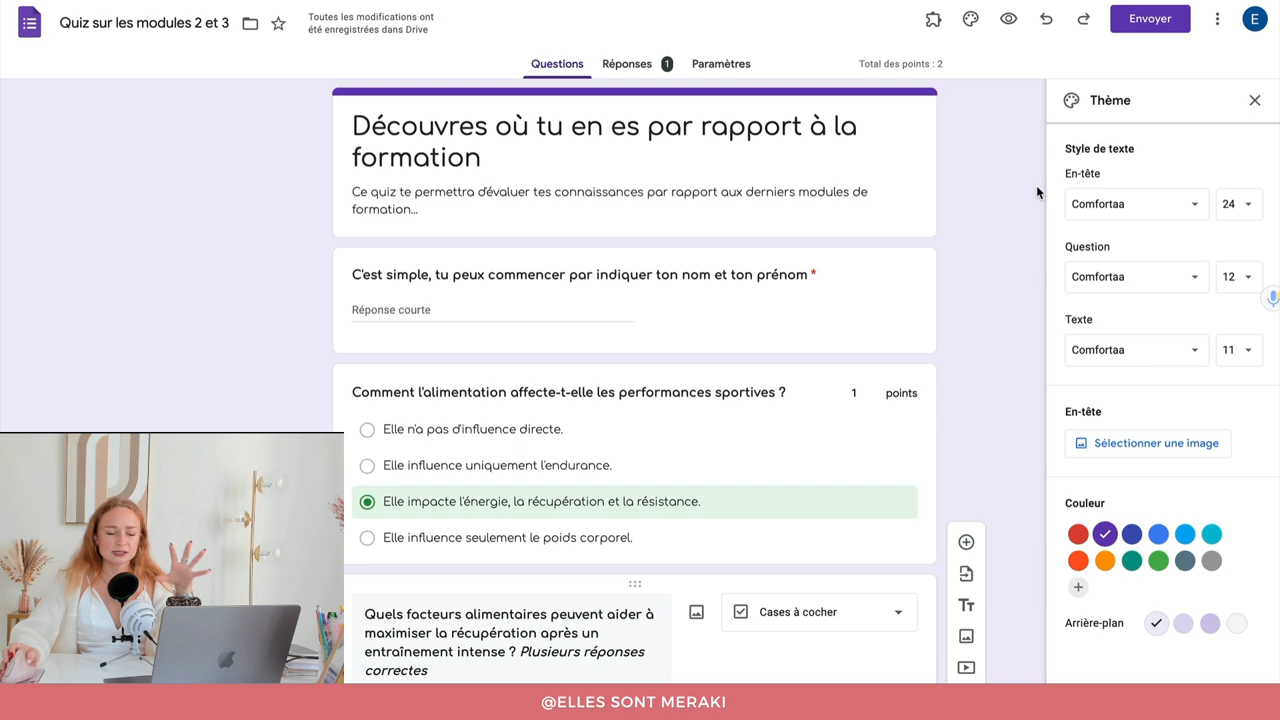 Quiz sur les modules 2 et 3
Toutes les modifications ont
été enregistrées dans Drive
Envoyer
E
Questions
Réponses 1
Paramètres
Total des points : 2
Découvres où tu en es par rapport à la
formation
Ce quiz te permettra d'évaluer tes connaissances par rapport aux derniers modules de
formation...
C'est simple, tu peux commencer par indiquer ton nom et ton prénom *
Réponse courte
Comment l'alimentation affecte-t-elle les performances sportives ? 1 points
Elle n'a pas d'influence directe.
Elle influence uniquement l'endurance.
Elle impacte l'énergie, la récupération et la résistance.
Elle influence seulement le poids corporel.
Quels facteurs alimentaires peuvent aider à
maximiser la récupération après un
entraînement intense ? Plusieurs réponses
correctes
Cases à cocher
Tт
Thème
Style de texte
En-tête
Comfortaa 24
Question
Comfortaa 12
Texte
Comfortaa 11
En-tête
Sélectionner une image
Couleur
Arrière-plan
@ELLES SONT MERAKI